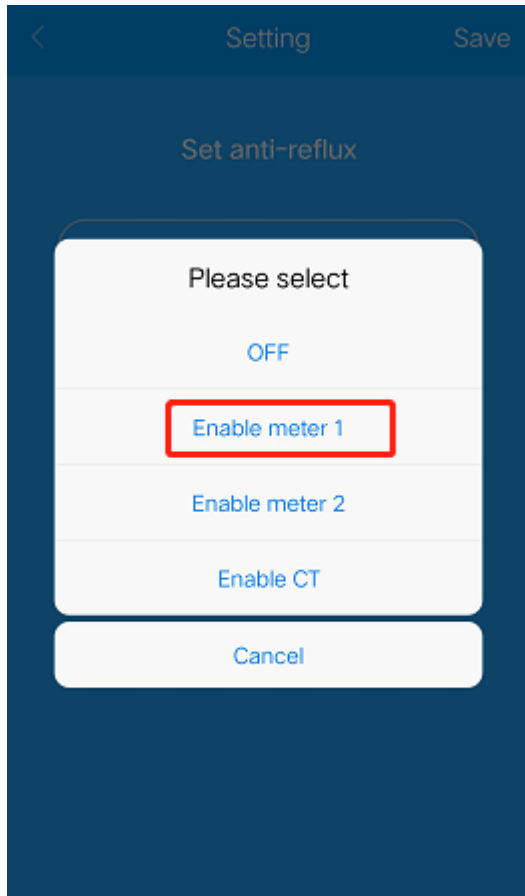 Setting Save
Set anti-reflux
Please select
OFF
Enable meter 1
Enable meter 2
Enable CT
Cancel